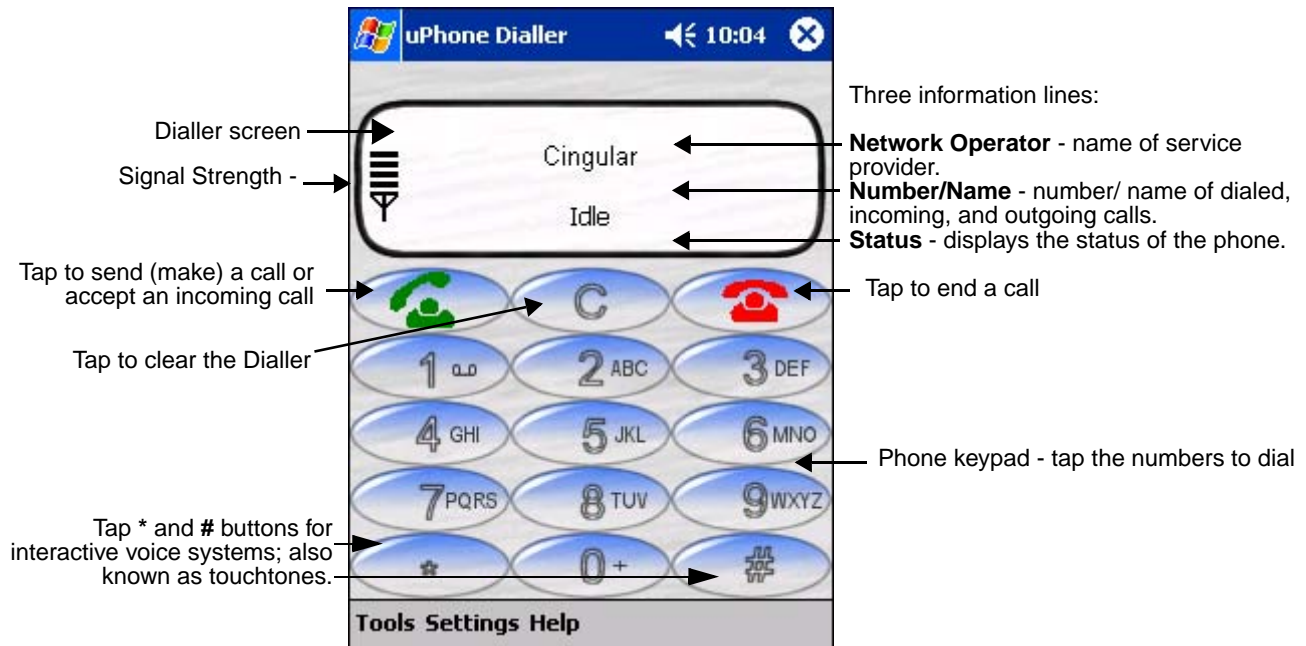 uPhone Dialler 10:04
Three information lines:
Dialler screen
Signal Strength -
Cingular
Idle
Network Operator - name of service
provider.
Number/Name - number/ name of dialed,
incoming, and outgoing calls.
Status - displays the status of the phone.
Tap to send (make) a call or
accept an incoming call
C
Tap to end a call
Tap to clear the Dialler
1 2 ABC 3 DEF
4 GHI 5 JKL 6 MNO
Phone keypad - tap the numbers to dial
7 PQRS 8 TUV 9 WXYZ
Tap * and # buttons for
interactive voice systems; also
known as touchtones.
* 0 + #
Tools Settings Help